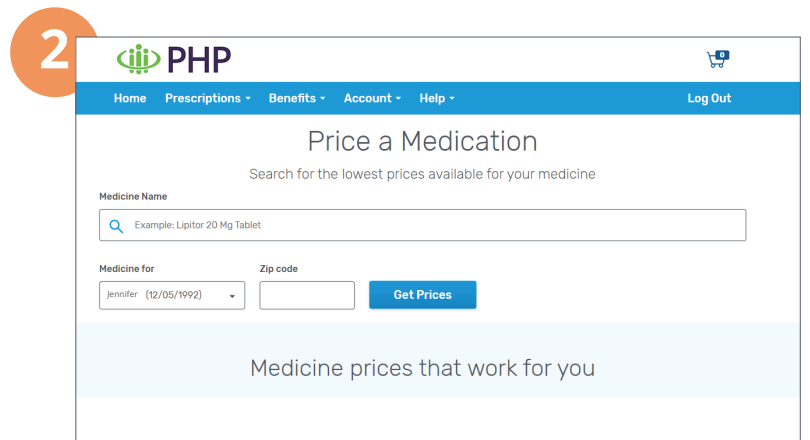 2
PHP
0
Home Prescriptions Benefits Account Help Log Out
Price a Medication
Search for the lowest prices available for your medicine
Medicine Name
Example: Lipitor 20 Mg Tablet
Medicine for Zip code
Jennifer (12/05/1992) Get Prices
Medicine prices that work for you